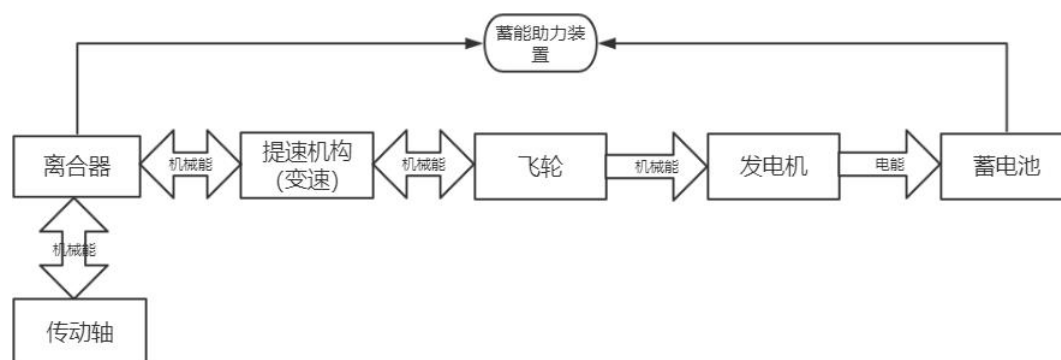 蓄能助力装
置
离合器
机械能
提速机构
(变速)
机械能
飞轮
机械能
发电机
电能
蓄电池
机械能
传动轴